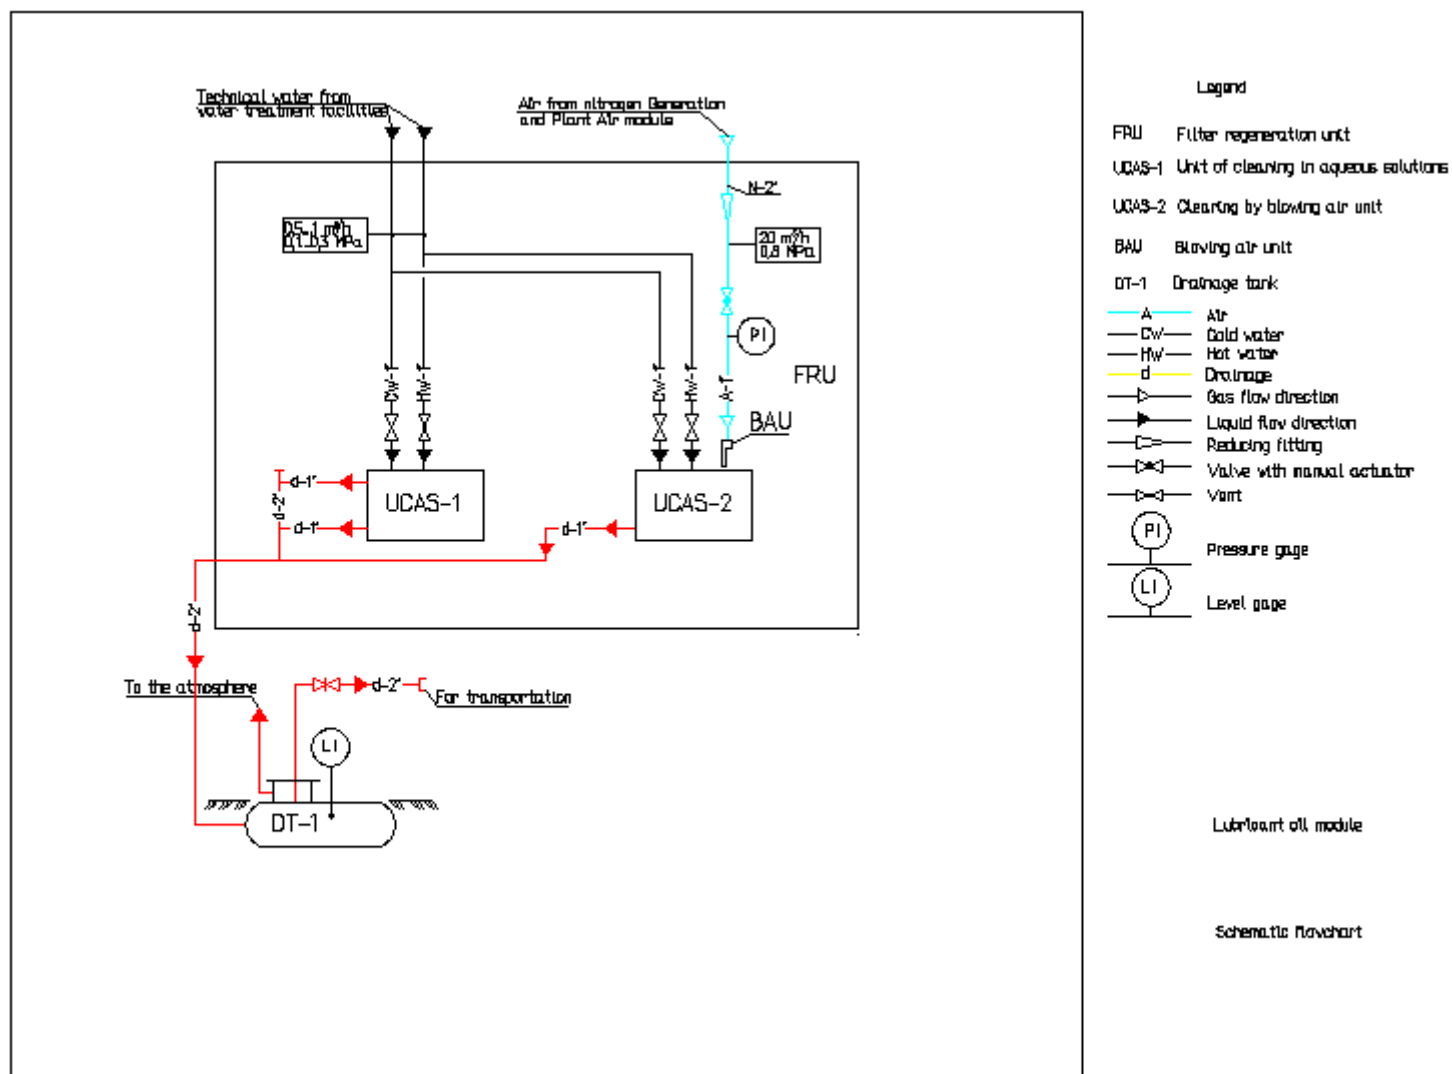 Technical water from
water treatment facilities
Air from nitrogen Generation
and Plant Air module
N-2"
0,5..1 m³/h
0,1..0,3 MPa
20 m³/h
0,8 MPa
PI
FRU
CW-1"
HW-1"
CW-1"
HW-1"
A-1"
BAU
UCAS-1
UCAS-2
d-1"
d-2"
d-1"
d-1"
d-2"
To the atmosphere
d-2"
For transportation
LI
DT-1
Legend
FRU Filter regeneration unit
UCAS-1 Unit of cleaning in aqueous solutions
UCAS-2 Clearing by blowing air unit
BAU Bloving air unit
DT-1 Drainage tank
A Air
CW Cold water
HW Hot water
d Drainage
Gas flow direction
Liquid flow direction
Reducing fitting
Valve with manual actuator
Vent
PI Pressure gage
LI Level gage
Lubricant oil module
Schematic flowchart